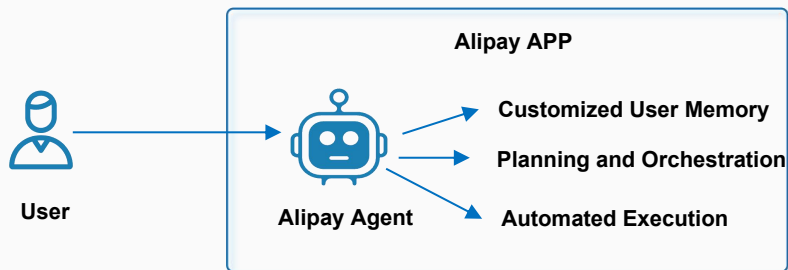 Alipay APP
Customized User Memory
Planning and Orchestration
Automated Execution
Alipay Agent
User